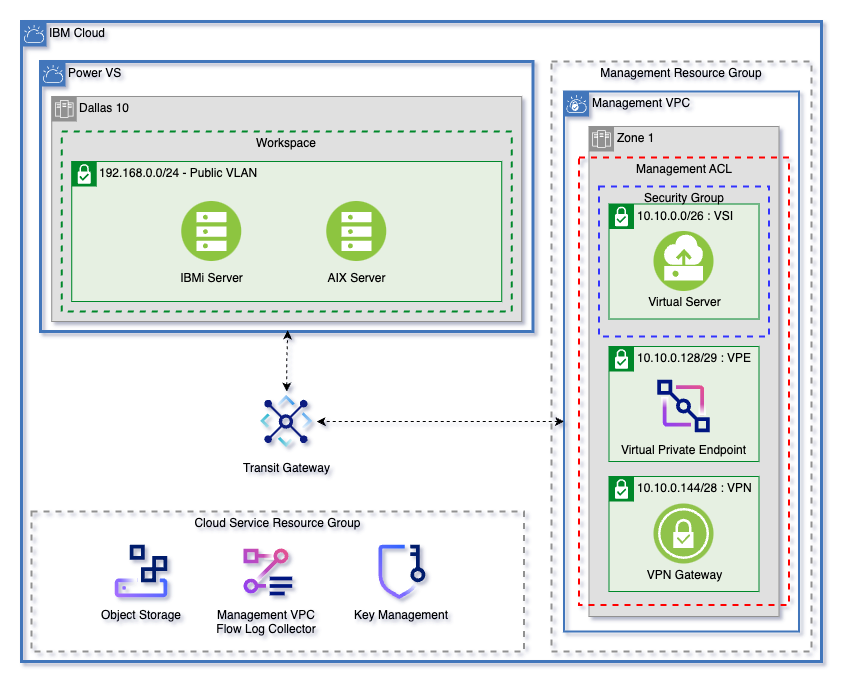 IBM Cloud
Power VS
Dallas 10
Workspace
192.168.0.0/24 - Public VLAN
IBMi Server
AIX Server
Transit Gateway
Cloud Service Resource Group
Object Storage
Management VPC
Flow Log Collector
Key Management
Management Resource Group
Management VPC
Zone 1
Management ACL
Security Group
10.10.0.0/26 : VSI
Virtual Server
10.10.0.128/29 : VPE
Virtual Private Endpoint
10.10.0.144/28 : VPN
VPN Gateway